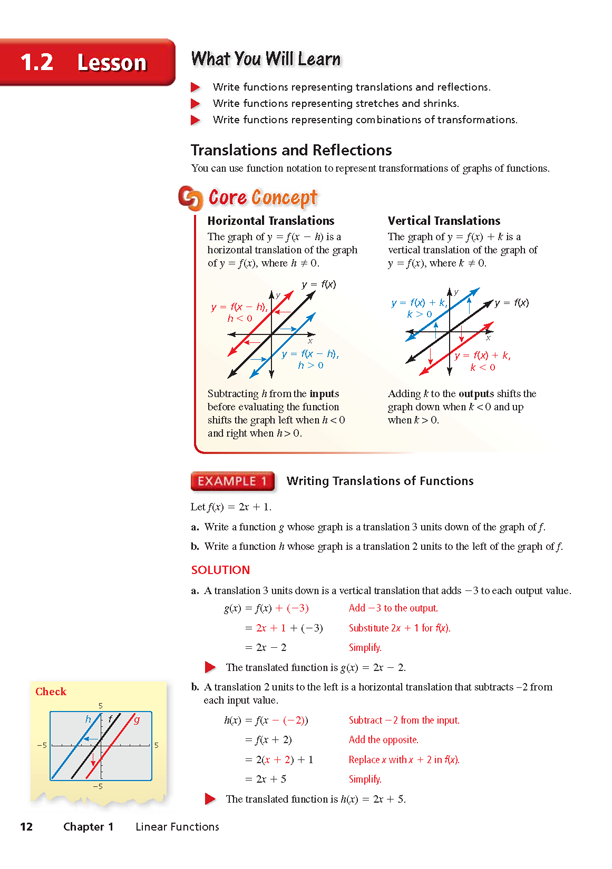 1.2 Lesson
What You Will Learn
Write functions representing translations and reflections.
Write functions representing stretches and shrinks.
Write functions representing combinations of transformations.
Translations and Reflections
You can use function notation to represent transformations of graphs of functions.
Core Concept
Horizontal Translations
The graph of y = f(x − h) is a
horizontal translation of the graph
of y = f(x), where h ≠ 0.
y = f(x)
y
y = f(x − h),
h < 0
x
y = f(x − h),
h > 0
Subtracting h from the inputs
before evaluating the function
shifts the graph left when h < 0
and right when h > 0.
Vertical Translations
The graph of y = f(x) + k is a
vertical translation of the graph of
y = f(x), where k ≠ 0.
y
y = f(x) + k,
k > 0
y = f(x)
x
y = f(x) + k,
k < 0
Adding k to the outputs shifts the
graph down when k < 0 and up
when k > 0.
EXAMPLE 1 Writing Translations of Functions
Let f(x) = 2x + 1.
a. Write a function g whose graph is a translation 3 units down of the graph of f.
b. Write a function h whose graph is a translation 2 units to the left of the graph of f.
SOLUTION
a. A translation 3 units down is a vertical translation that adds −3 to each output value.
g(x) = f(x) + (−3) Add −3 to the output.
= 2x + 1 + (−3) Substitute 2x + 1 for f(x).
= 2x − 2 Simplify.
The translated function is g(x) = 2x − 2.
b. A translation 2 units to the left is a horizontal translation that subtracts −2 from
each input value.
h(x) = f(x − (−2)) Subtract −2 from the input.
= f(x + 2) Add the opposite.
= 2(x + 2) + 1 Replace x with x + 2 in f(x).
= 2x + 5 Simplify.
The translated function is h(x) = 2x + 5.
Check
5
h f g
−5 5
−5
12 Chapter 1 Linear Functions